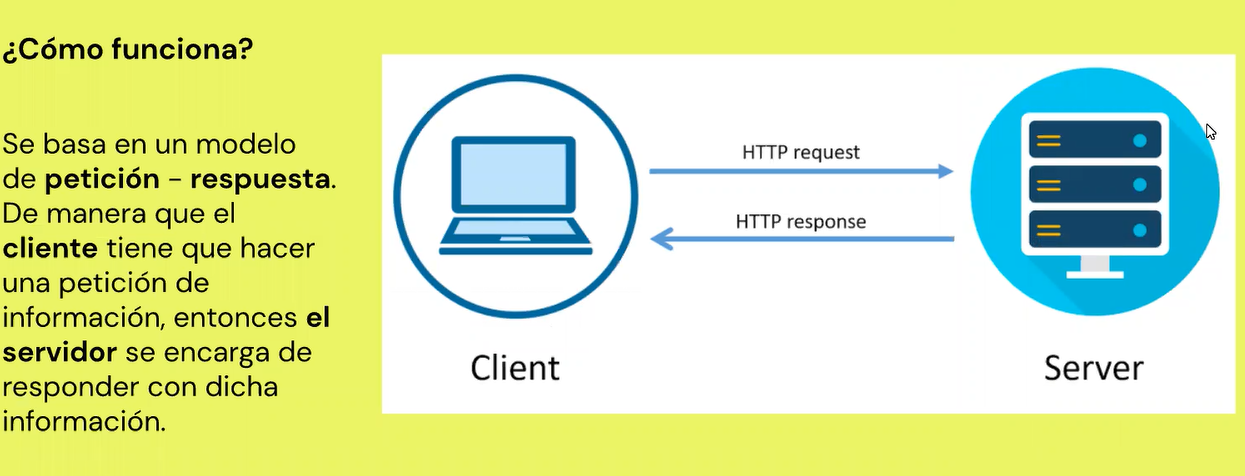 ¿Cómo funciona?
Se basa en un modelo
de petición - respuesta.
De manera que el
cliente tiene que hacer
una petición de
información, entonces el
servidor se encarga de
responder con dicha
información.
HTTP request
HTTP response
Client
Server